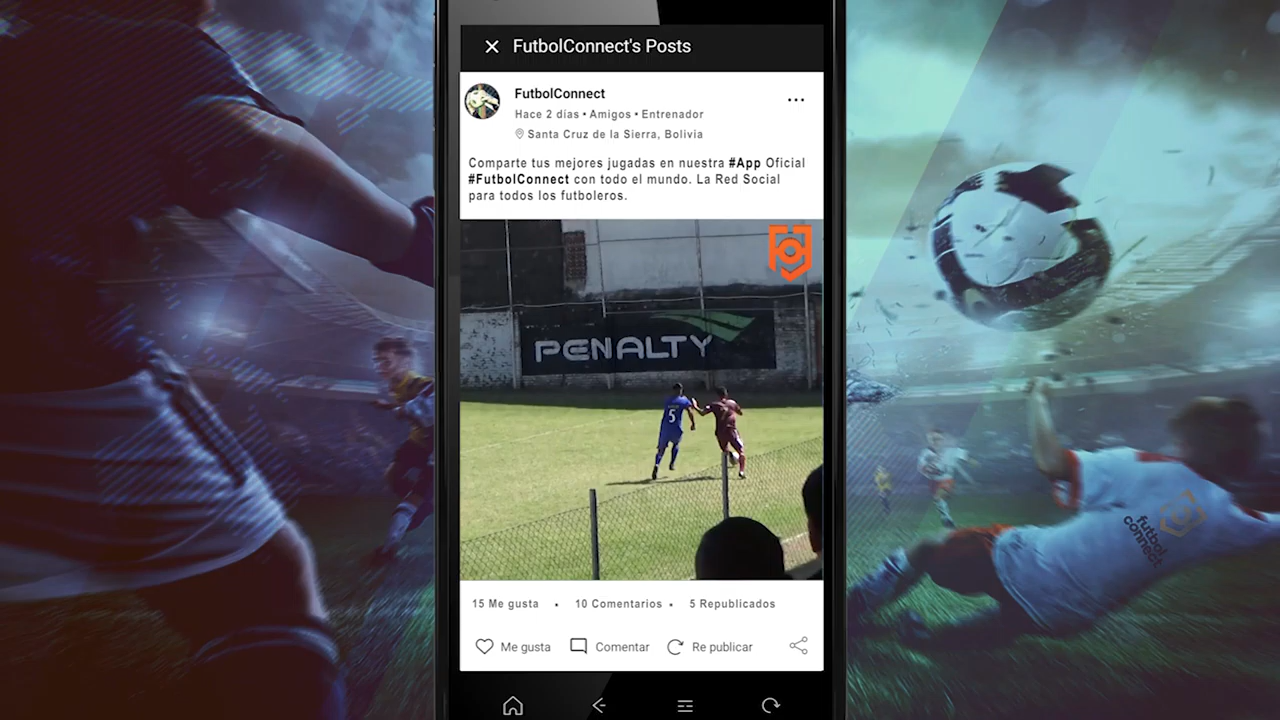 FutbolConnect's Posts
FutbolConnect
Hace 2 días • Amigos • Entrenador
Santa Cruz de la Sierra, Bolivia
Comparte tus mejores jugadas en nuestra #App Oficial
#FutbolConnect con todo el mundo. La Red Social
para todos los futboleros.
PENALTY
5
15 Me gusta • 10 Comentarios • 5 Republicados
Me gusta Comentar Re publicar
futbol
connect